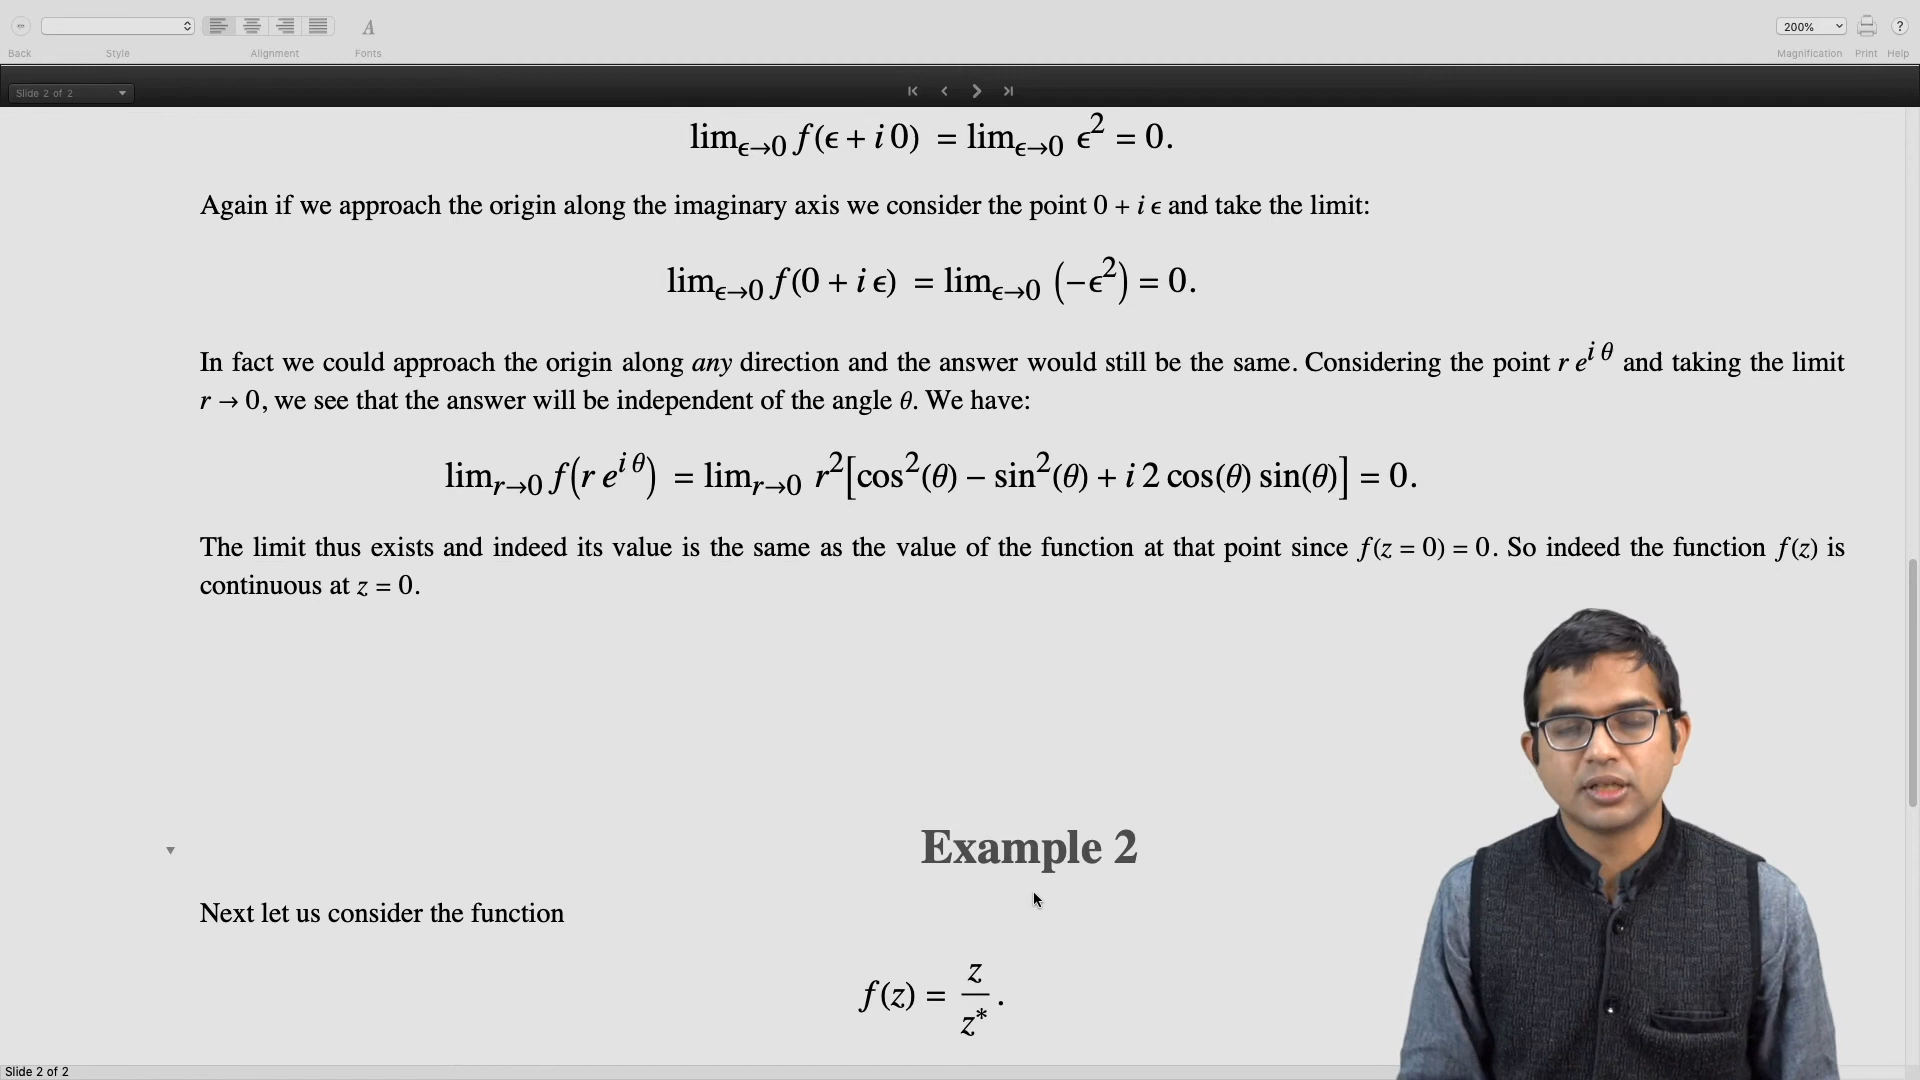 200%
?
Back
Style
Alignment
Fonts
Magnification
Print
Help
Slide 2 of 2
lim_{ϵ→0} f(ϵ + i 0) = lim_{ϵ→0} ϵ^2 = 0.
Again if we approach the origin along the imaginary axis we consider the point 0 + i ϵ and take the limit:
lim_{ϵ→0} f(0 + i ϵ) = lim_{ϵ→0} (−ϵ^2) = 0.
In fact we could approach the origin along any direction and the answer would still be the same. Considering the point r e^{i θ} and taking the limit
r → 0, we see that the answer will be independent of the angle θ. We have:
lim_{r→0} f(r e^{i θ}) = lim_{r→0} r^2[cos^2(θ) − sin^2(θ) + i 2 cos(θ) sin(θ)] = 0.
The limit thus exists and indeed its value is the same as the value of the function at that point since f(z = 0) = 0. So indeed the function f(z) is
continuous at z = 0.
Example 2
Next let us consider the function
f(z) = z / z* .
Slide 2 of 2